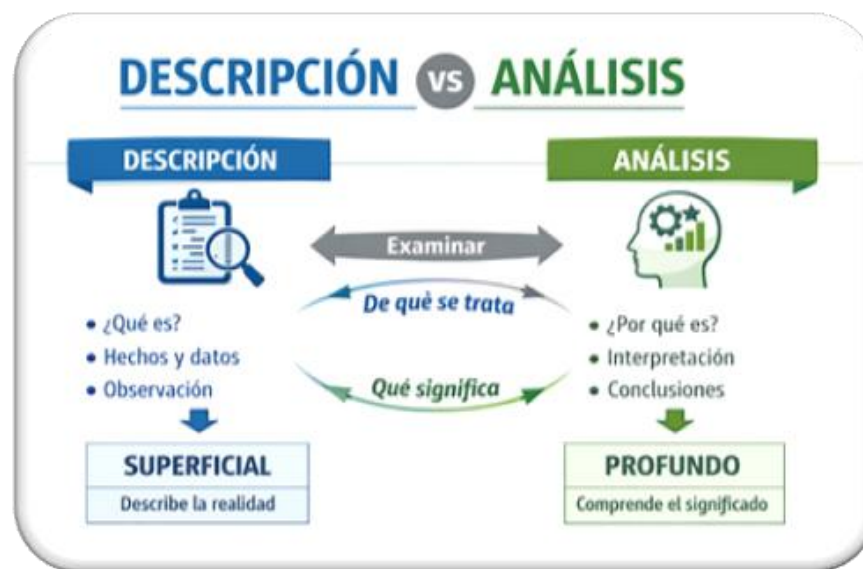 DESCRIPCIÓN VS ANÁLISIS
DESCRIPCIÓN
ANÁLISIS
Examinar
De què se trata
Qué significa
• ¿Qué es?
• Hechos y datos
• Observación
• ¿Por qué es?
• Interpretación
• Conclusiones
SUPERFICIAL
Describe la realidad
PROFUNDO
Comprende el significado